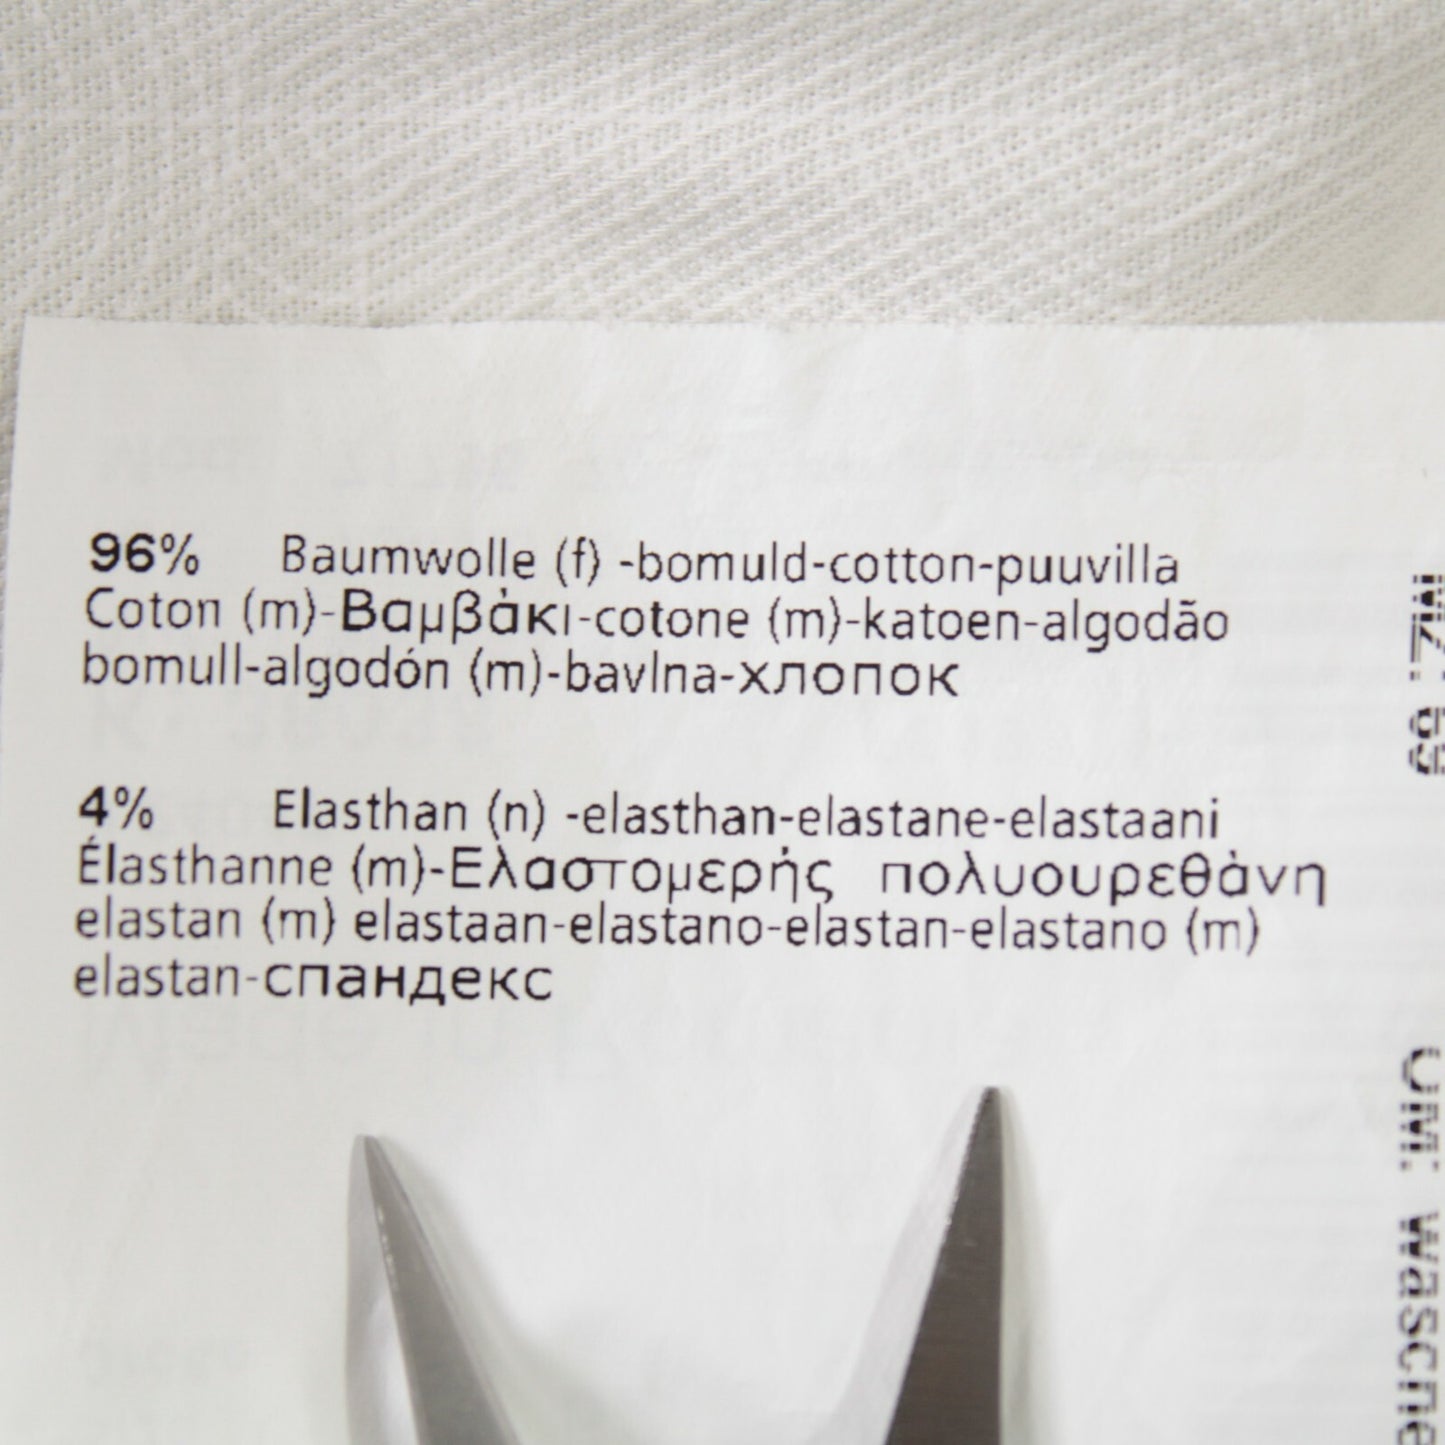 96% Baumwolle (f) -bomuld-cotton-puuvilla
Coton (m)-Βαμβάκι-cotone (m)-katoen-algodão
bomull-algodón (m)-bavlna-хлопок
4% Elasthan (n) -elasthan-elastane-elastaani
Élasthanne (m)-Ελαστομερής πολυουρεθάνη
elastan (m) elastaan-elastano-elastan-elastano (m)
elastan-спандекс